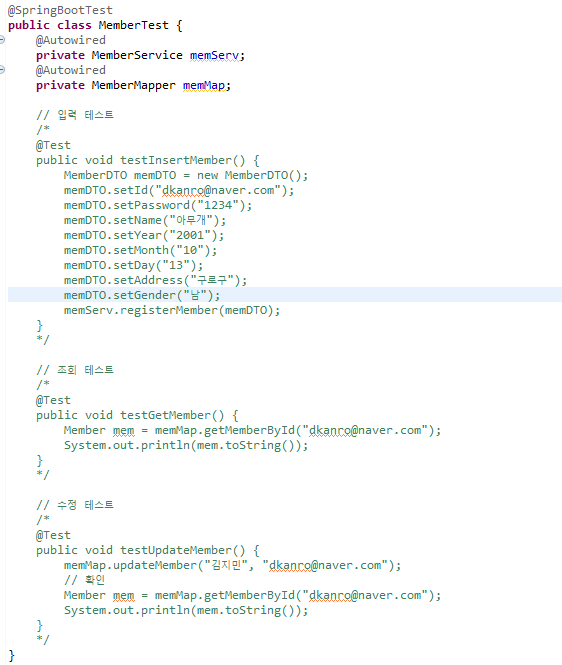 @SpringBootTest
public class MemberTest {
    @Autowired
    private MemberService memServ;
    @Autowired
    private MemberMapper memMap;
    // 입력 테스트
    /*
    @Test
    public void testInsertMember() {
        MemberDTO memDTO = new MemberDTO();
        memDTO.setId("dkanro@naver.com");
        memDTO.setPassword("1234");
        memDTO.setName("아무개");
        memDTO.setYear("2001");
        memDTO.setMonth("10");
        memDTO.setDay("13");
        memDTO.setAddress("구로구");
        memDTO.setGender("남");
        memServ.registerMember(memDTO);
    }
    */
    // 조회 테스트
    /*
    @Test
    public void testGetMember() {
        Member mem = memMap.getMemberById("dkanro@naver.com");
        System.out.println(mem.toString());
    }
    */
    // 수정 테스트
    /*
    @Test
    public void testUpdateMember() {
        memMap.updateMember("김지민", "dkanro@naver.com");
        // 확인
        Member mem = memMap.getMemberById("dkanro@naver.com");
        System.out.println(mem.toString());
    }
    */
}